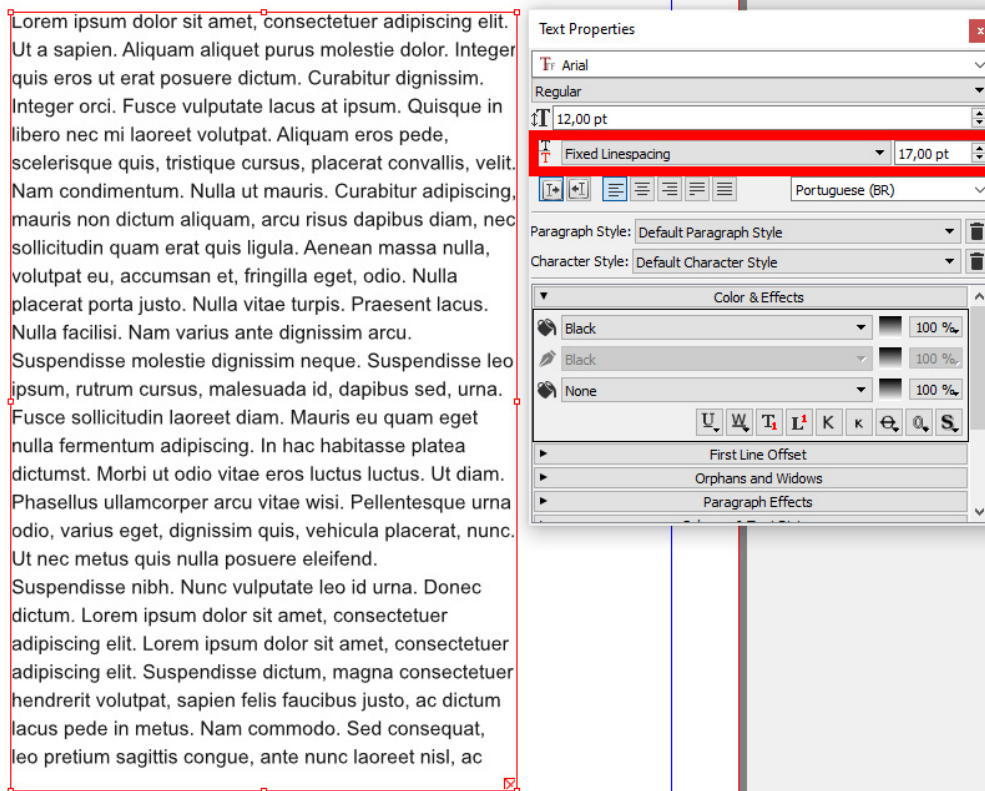 Lorem ipsum dolor sit amet, consectetuer adipiscing elit.
Ut a sapien. Aliquam aliquet purus molestie dolor. Integer
quis eros ut erat posuere dictum. Curabitur dignissim.
Integer orci. Fusce vulputate lacus at ipsum. Quisque in
libero nec mi laoreet volutpat. Aliquam eros pede,
scelerisque quis, tristique cursus, placerat convallis, velit.
Nam condimentum. Nulla ut mauris. Curabitur adipiscing,
mauris non dictum aliquam, arcu risus dapibus diam, nec
sollicitudin quam erat quis ligula. Aenean massa nulla,
volutpat eu, accumsan et, fringilla eget, odio. Nulla
placerat porta justo. Nulla vitae turpis. Praesent lacus.
Nulla facilisi. Nam varius ante dignissim arcu.
Suspendisse molestie dignissim neque. Suspendisse leo
ipsum, rutrum cursus, malesuada id, dapibus sed, urna.
Fusce sollicitudin laoreet diam. Mauris eu quam eget
nulla fermentum adipiscing. In hac habitasse platea
dictumst. Morbi ut odio vitae eros luctus luctus. Ut diam.
Phasellus ullamcorper arcu vitae wisi. Pellentesque urna
odio, varius eget, dignissim quis, vehicula placerat, nunc.
Ut nec metus quis nulla posuere eleifend.
Suspendisse nibh. Nunc vulputate leo id urna. Donec
dictum. Lorem ipsum dolor sit amet, consectetuer
adipiscing elit. Lorem ipsum dolor sit amet, consectetuer
adipiscing elit. Suspendisse dictum, magna consectetuer
hendrerit volutpat, sapien felis faucibus justo, ac dictum
lacus pede in metus. Nam commodo. Sed consequat,
leo pretium sagittis congue, ante nunc laoreet nisl, ac
Text Properties
Arial
Regular
12,00 pt
Fixed Linespacing 17,00 pt
Portuguese (BR)
Paragraph Style: Default Paragraph Style
Character Style: Default Character Style
Color & Effects
Black 100 %
Black 100 %
None 100 %
First Line Offset
Orphans and Widows
Paragraph Effects